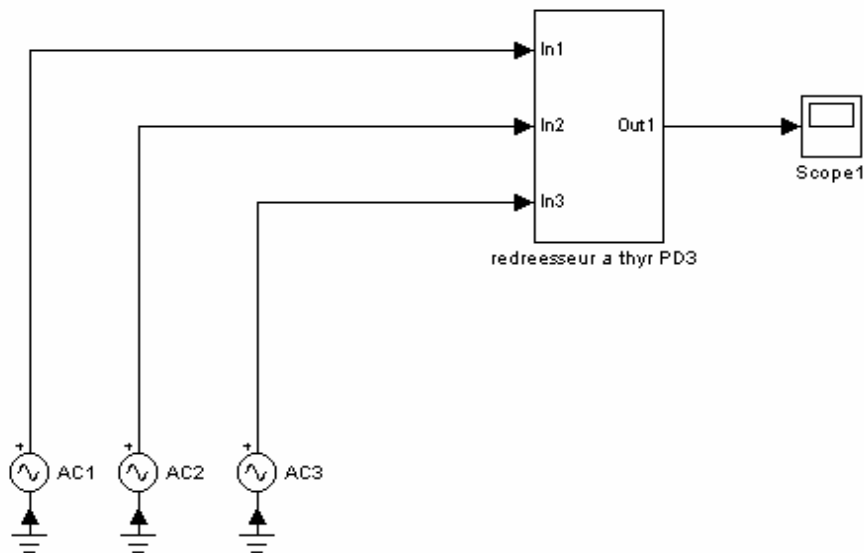 In1
In2
Out1
In3
Scope1
redreesseur a thyr PD3
+
+
+
AC1
AC2
AC3